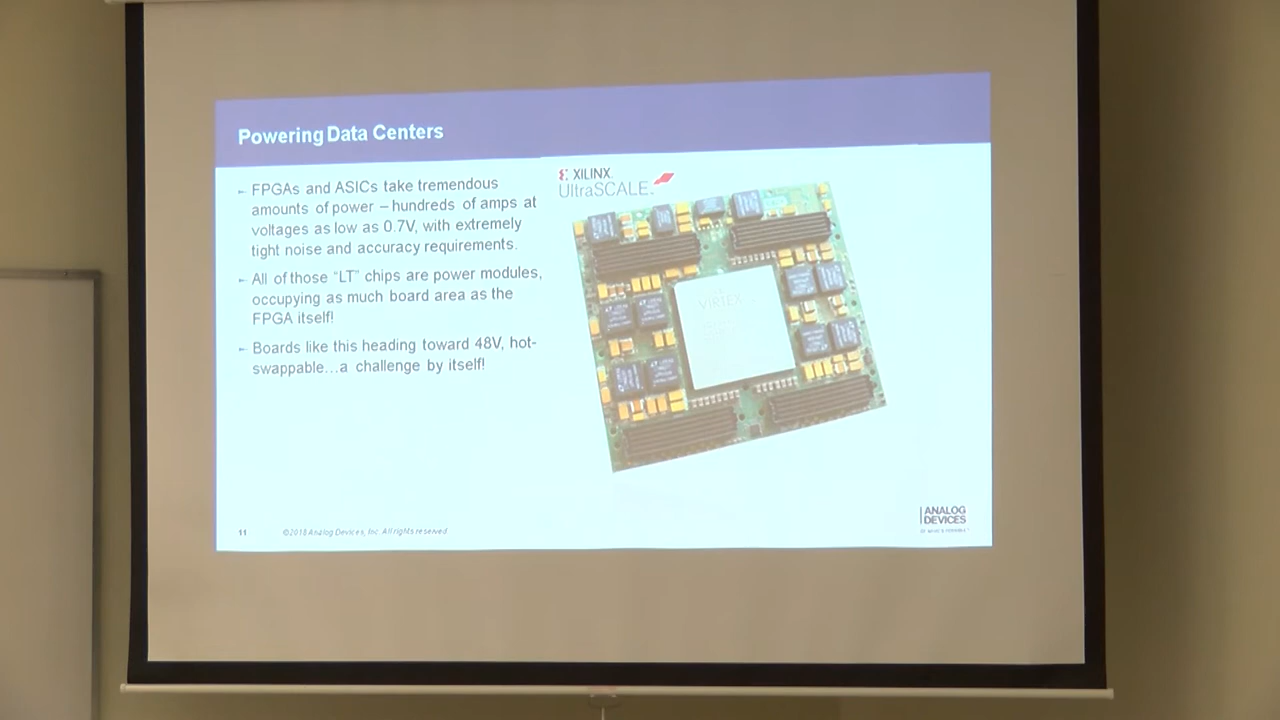 Powering Data Centers
FPGAs and ASICs take tremendous
amounts of power – hundreds of amps at
voltages as low as 0.7V, with extremely
tight noise and accuracy requirements.
All of those "LT" chips are power modules,
occupying as much board area as the
FPGA itself!
Boards like this heading toward 48V, hot-
swappable…a challenge by itself!
XILINX.
UltraSCALE.
VIRTEX
11
©2018 Analog Devices, Inc. All rights reserved.
ANALOG
DEVICES